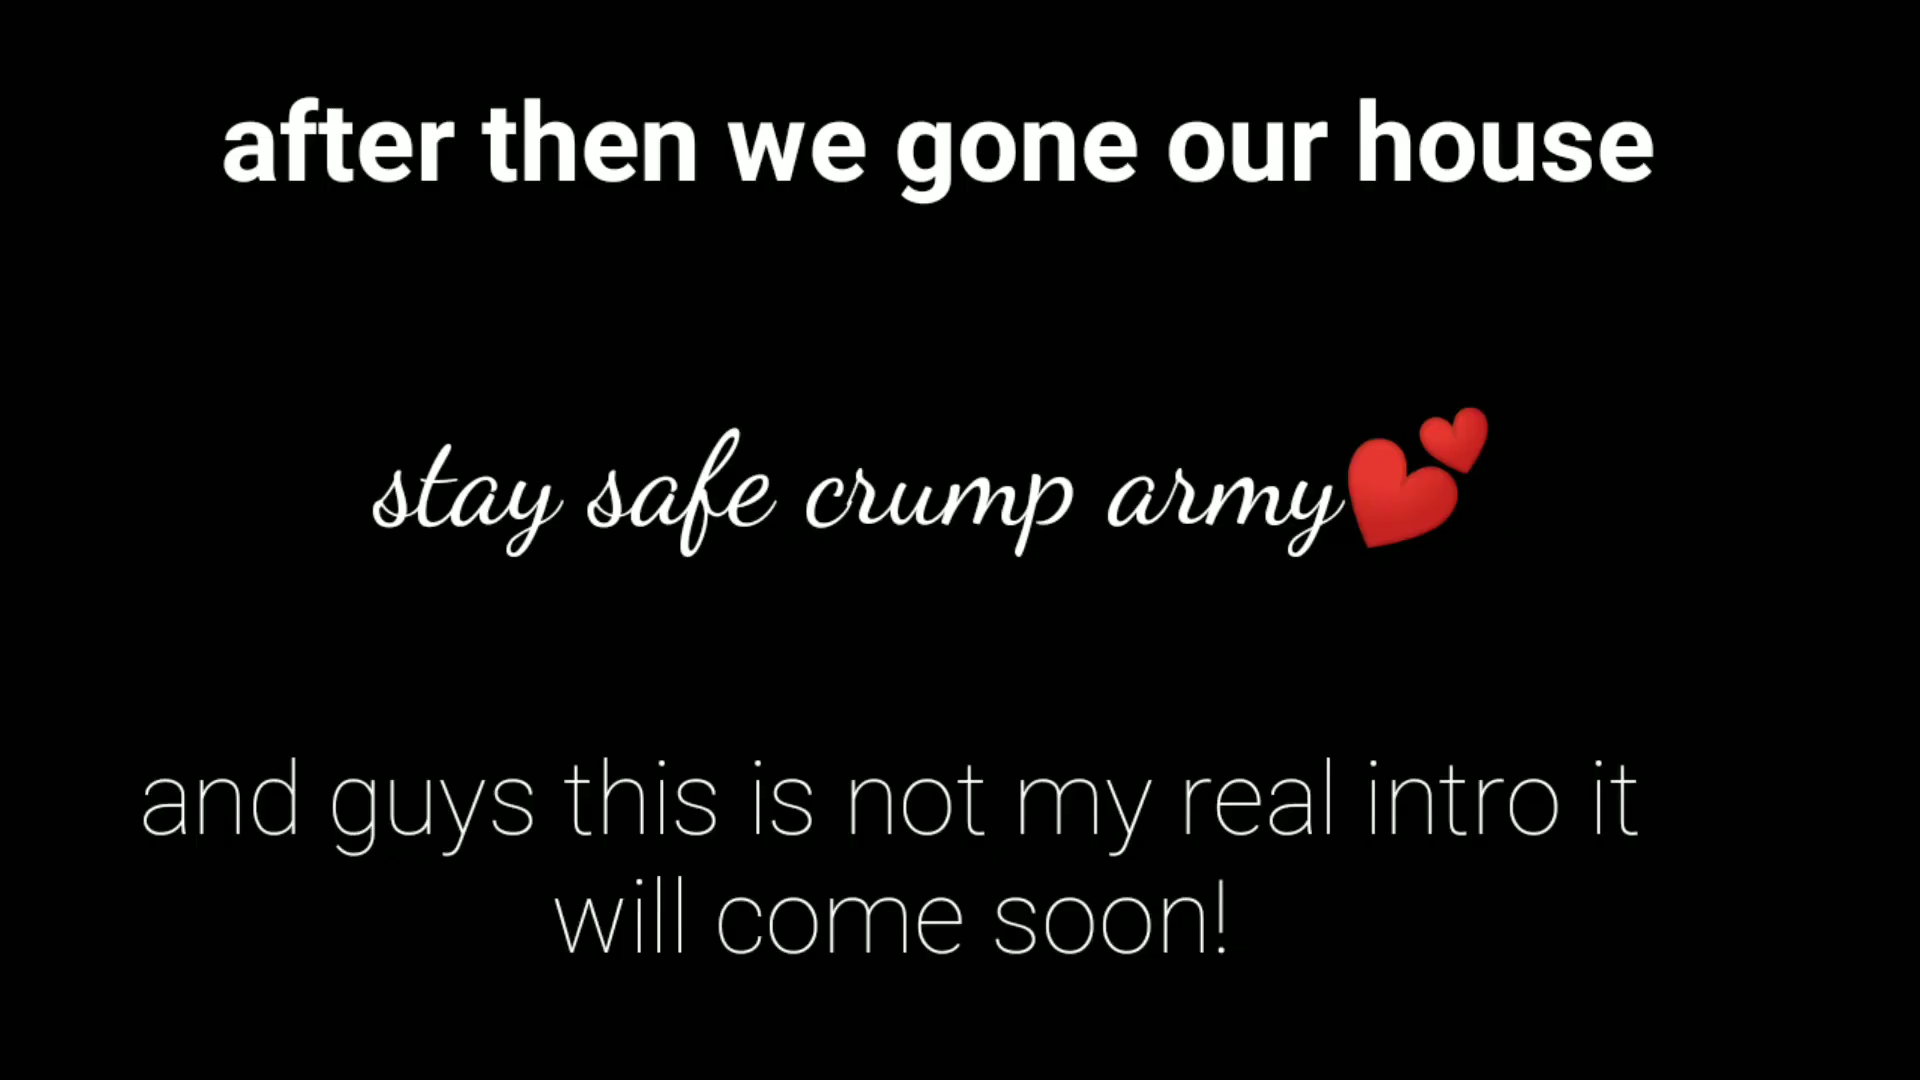 after then we gone our house
stay safe crump army💕
and guys this is not my real intro it
will come soon!